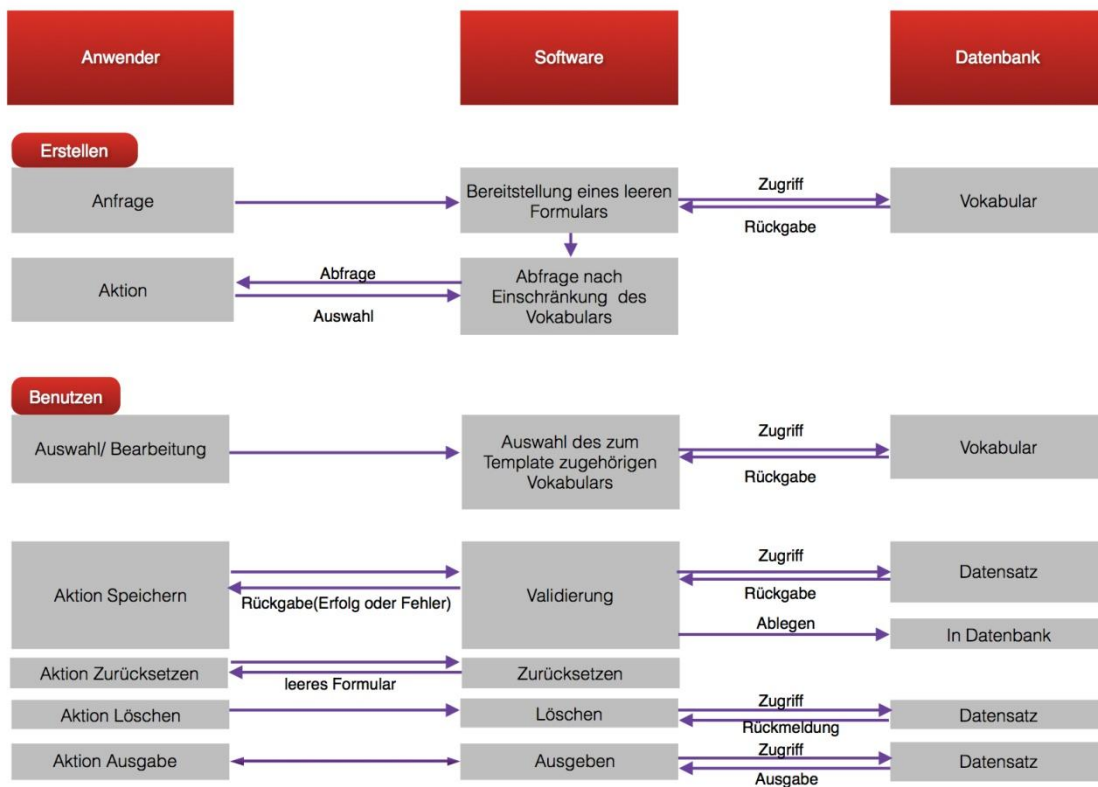 Anwender
Software
Datenbank
Erstellen
Anfrage
Bereitstellung eines leeren
Formulars
Zugriff
Rückgabe
Vokabular
Aktion
Abfrage
Auswahl
Abfrage nach
Einschränkung des
Vokabulars
Benutzen
Auswahl/ Bearbeitung
Auswahl des zum
Template zugehörigen
Vokabulars
Zugriff
Rückgabe
Vokabular
Aktion Speichern
Rückgabe(Erfolg oder Fehler)
Validierung
Zugriff
Rückgabe
Datensatz
Ablegen
In Datenbank
Aktion Zurücksetzen
leeres Formular
Zurücksetzen
Aktion Löschen
Löschen
Zugriff
Rückmeldung
Datensatz
Aktion Ausgabe
Ausgeben
Zugriff
Ausgabe
Datensatz